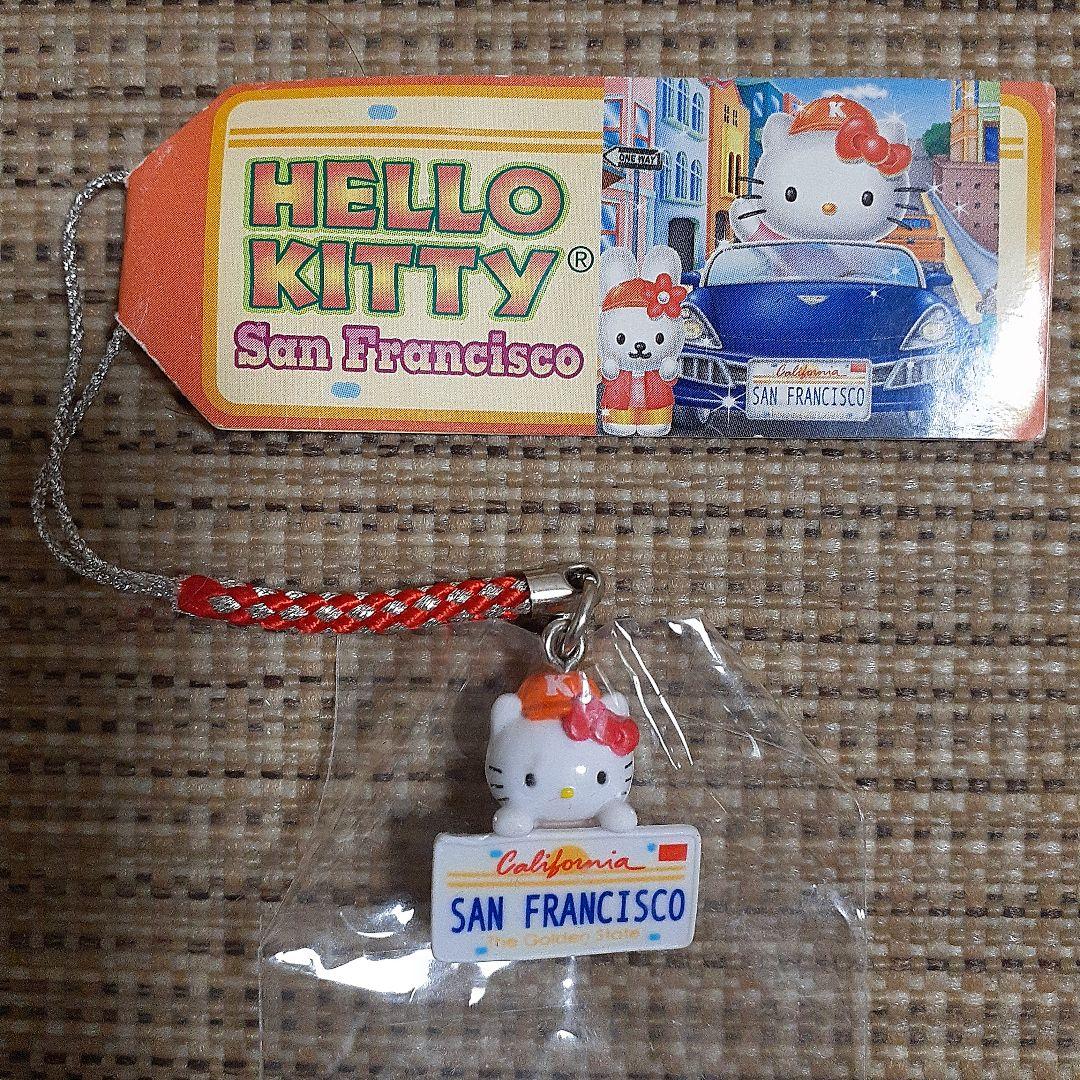 HELLO
KITTY®
San Francisco
ONE WAY
K
California
SAN FRANCISCO
K
California
SAN FRANCISCO
The Golden State